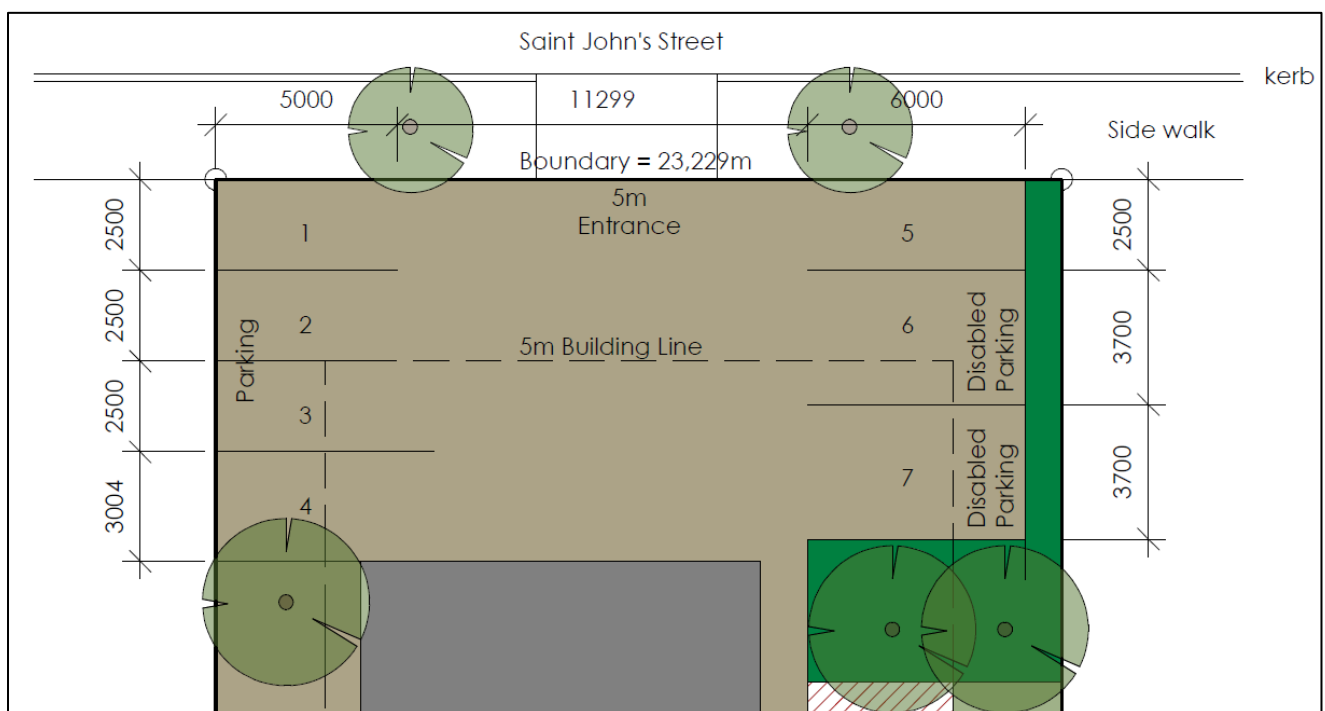 Saint John's Street
kerb
5000
11299
6000
Side walk
Boundary = 23,229m
5m
Entrance
2500
1
5
2500
2500
2
6
Disabled
Parking
3700
Parking
5m Building Line
2500
3
3004
4
7
Disabled
Parking
3700